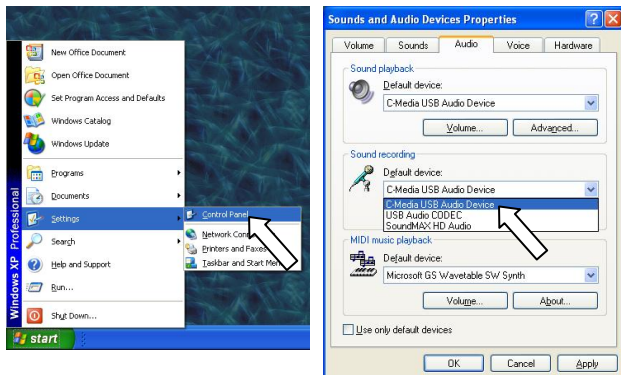 New Office Document
Open Office Document
Set Program Access and Defaults
Windows Catalog
Windows Update
Programs
Documents
Settings
Search
Help and Support
Run...
Shut Down...
Windows XP Professional
Control Panel
Network
Printers and Faxes
Taskbar and Start
start
Sounds and Audio Devices Properties
Volume Sounds Audio Voice Hardware
Sound playback
Default device:
C-Media USB Audio Device
Volume... Advanced...
Sound recording
Default device:
C-Media USB Audio Device
C-Media USB Audio Device
USB Audio CODEC
SoundMAX HD Audio
MIDI music playback
Default device:
Microsoft GS Wavetable SW Synth
Volume... About...
Use only default devices
OK Cancel Apply